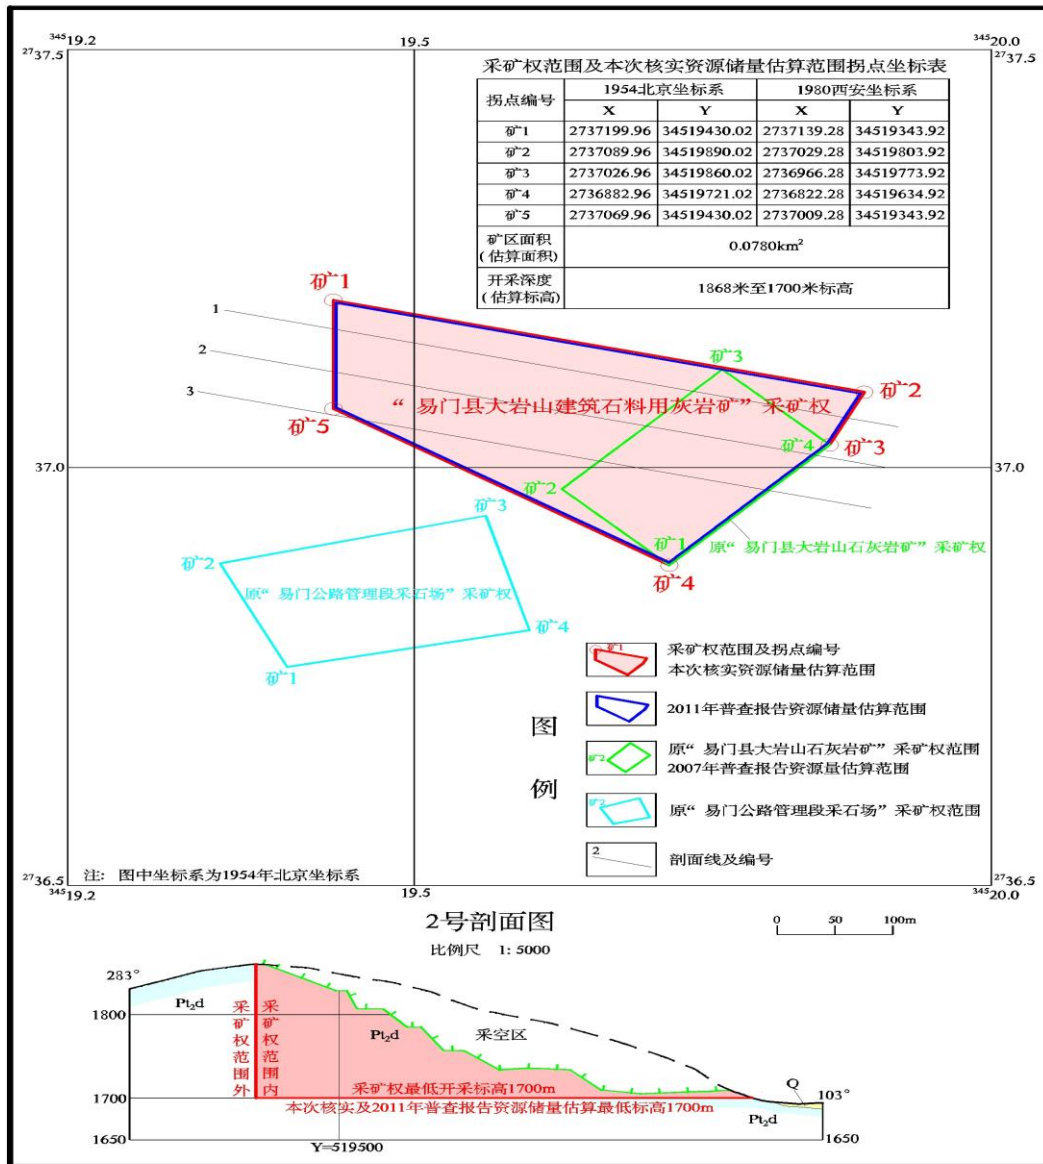 34519.2
19.5
34520.0
2737.5
2737.5
采矿权范围及本次核实资源储量估算范围拐点坐标表
拐点编号 1954北京坐标系 1980西安坐标系
X Y X Y
矿1 2737199.96 34519430.02 2737139.28 34519343.92
矿2 2737089.96 34519890.02 2737029.28 34519803.92
矿3 2737026.96 34519860.02 2736966.28 34519773.92
矿4 2736882.96 34519721.02 2736822.28 34519634.92
矿5 2737069.96 34519430.02 2737009.28 34519343.92
矿区面积
(估算面积)
0.0780km²
开采深度
(估算标高)
1868米至1700米标高
矿1
1
2
3
矿3
矿2
“易门县大岩山建筑石料用灰岩矿”采矿权
矿5
矿4
矿3
37.0
37.0
矿2
矿3
矿1
原“易门县大岩山石灰岩矿”采矿权
矿2
矿4
原“易门公路管理段采石场”采矿权
矿4
矿1
图例
矿1
采矿权范围及拐点编号
本次核实资源储量估算范围
2011年普查报告资源储量估算范围
矿2
原“易门县大岩山石灰岩矿”采矿权范围
2007年普查报告资源量估算范围
矿2
原“易门公路管理段采石场”采矿权范围
2
剖面线及编号
注: 图中坐标系为1954年北京坐标系
2736.5
2736.5
34519.2
19.5
34520.0
2号剖面图
比例尺 1: 5000
0 50 100m
283°
Pt₂d
1800
采矿权范围外
采矿权范围内
Pt₂d
采空区
采矿权最低开采标高1700m
Q
103°
1700
本次核实及2011年普查报告资源储量估算最低标高1700m
Pt₂d
1650
Y=519500
1650